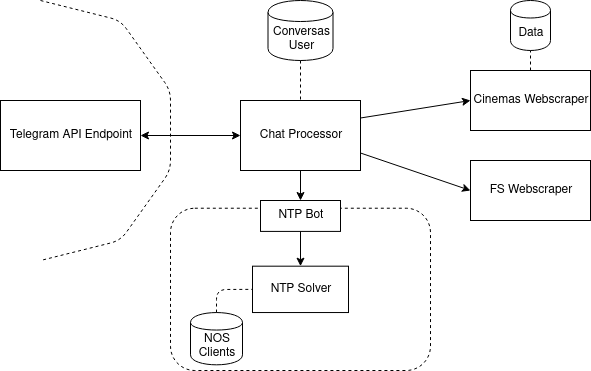 Conversas
User
Data
Telegram API Endpoint
Chat Processor
Cinemas Webscraper
FS Webscraper
NTP Bot
NTP Solver
NOS
Clients